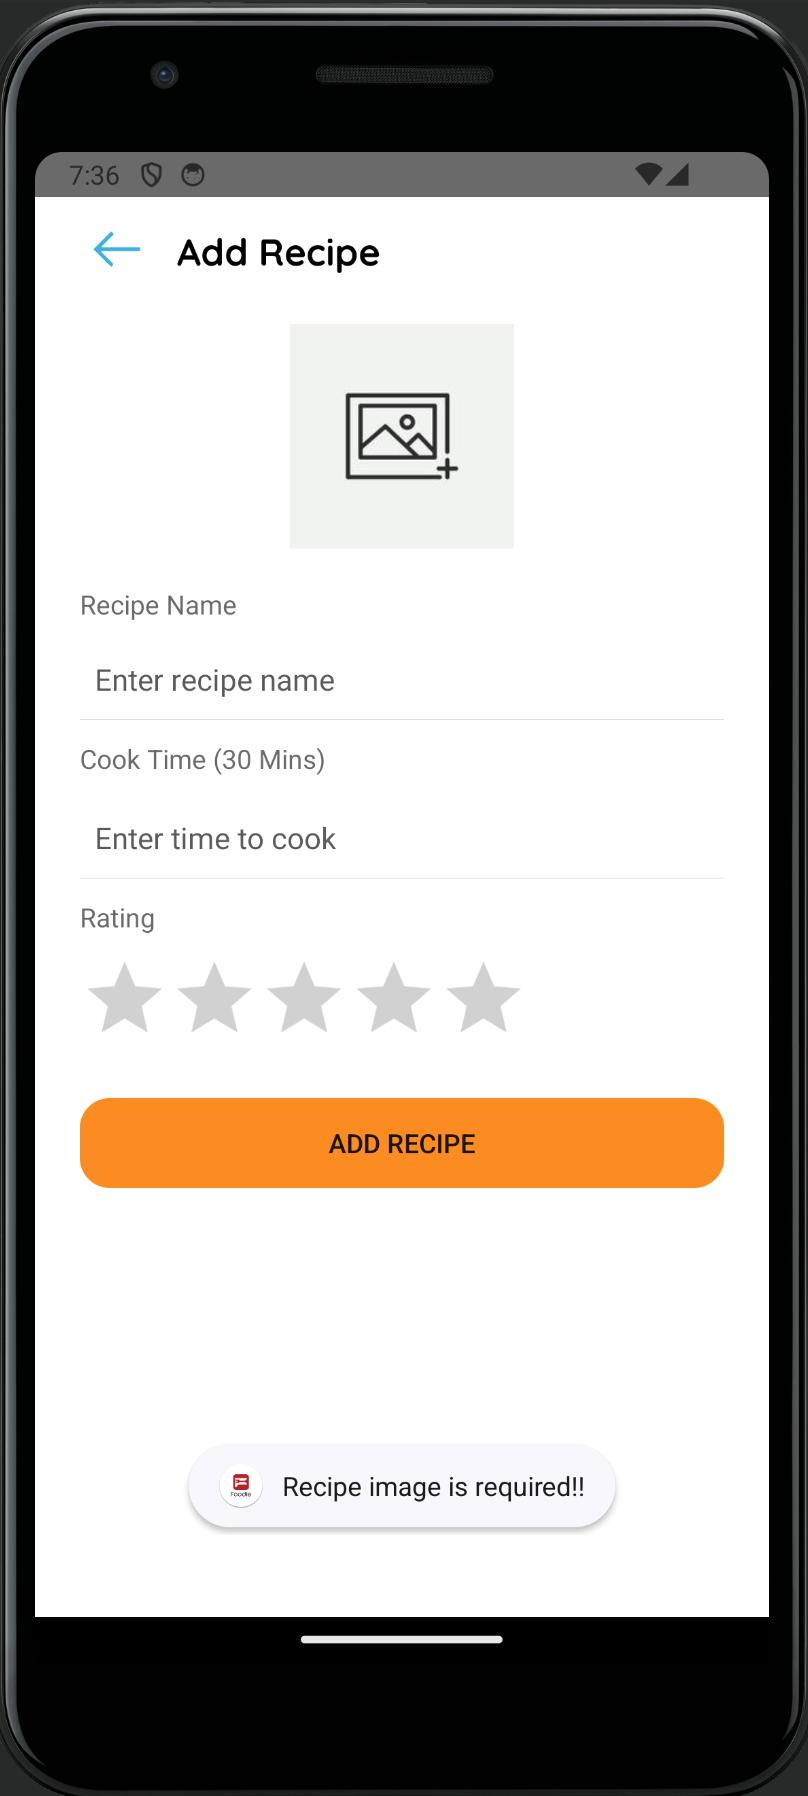 7:36
Add Recipe
Recipe Name
Enter recipe name
Cook Time (30 Mins)
Enter time to cook
Rating
ADD RECIPE
Foodie
Recipe image is required!!